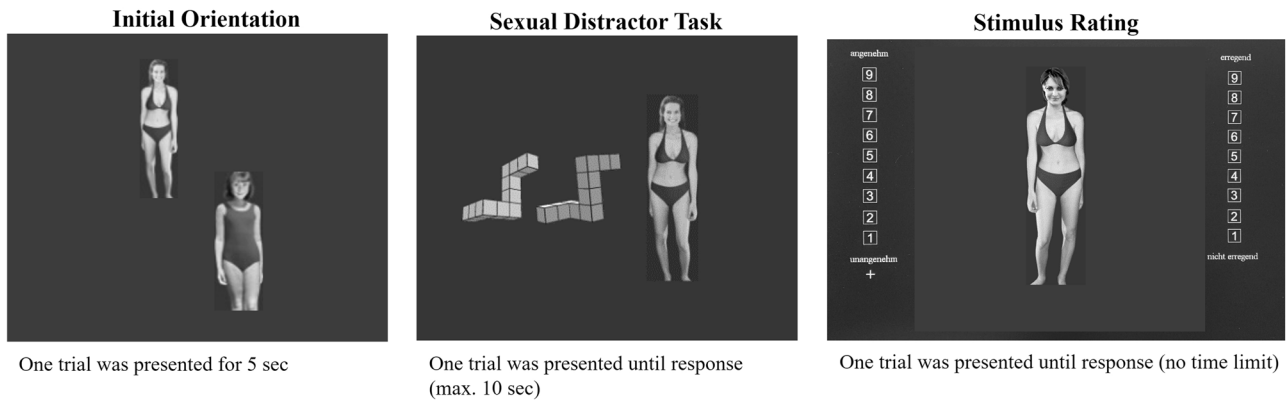 Initial Orientation
Sexual Distractor Task
Stimulus Rating
angenehm
9
8
7
6
5
4
3
2
1
unangenehm
+
erregend
9
8
7
6
5
4
3
2
1
nicht erregend
One trial was presented for 5 sec
One trial was presented until response
(max. 10 sec)
One trial was presented until response (no time limit)